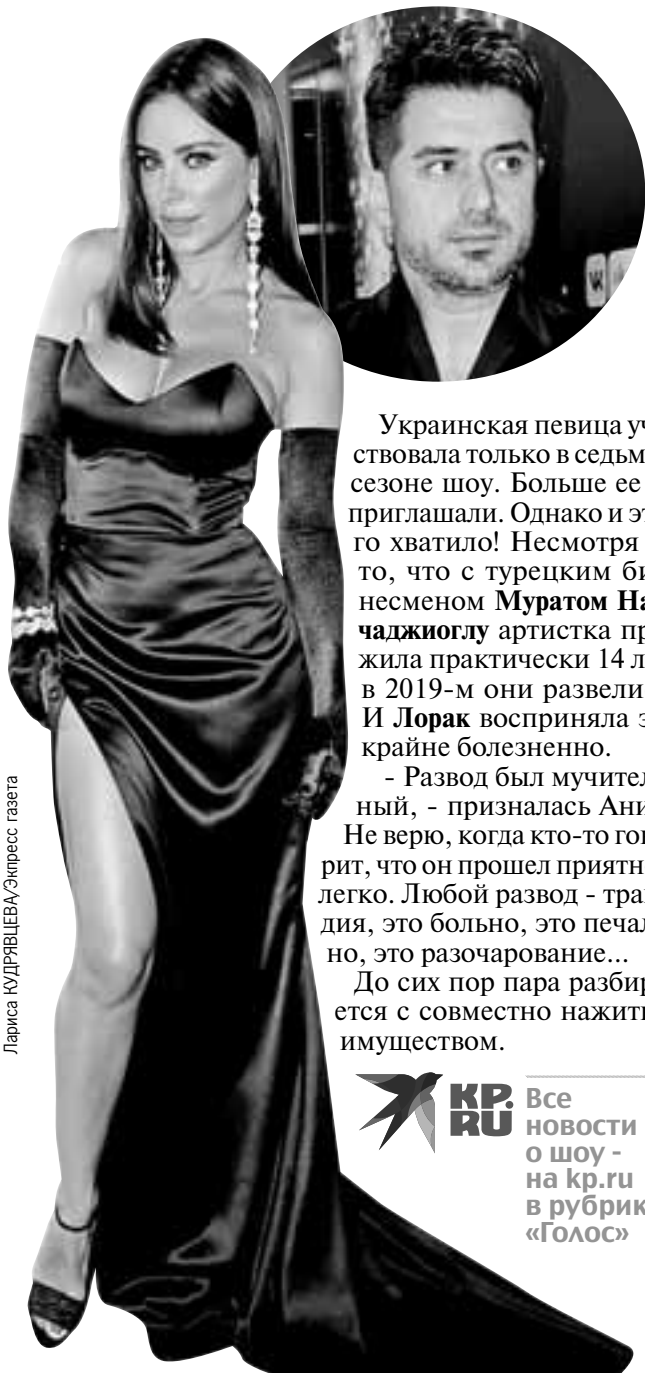 Украинская певица уч
ствовала только в седьм
сезоне шоу. Больше ее
приглашали. Однако и эт
го хватило! Несмотря
то, что с турецким би
несменом Муратом На
чаджиоглу артистка пр
жила практически 14 л
в 2019-м они развели
И Лорак восприняла э
крайне болезненно.
- Развод был мучител
ный, - призналась Ани
Не верю, когда кто-то гов
рит, что он прошел приятн
легко. Любой развод - траг
дия, это больно, это печал
но, это разочарование...
До сих пор пара разбир
ется с совместно нажит
имуществом.
KP.
RU
Все
новости
о шоу -
на kp.ru
в рубрик
«Голос»
Лариса КУДРЯВЦЕВА/Экпресс газета